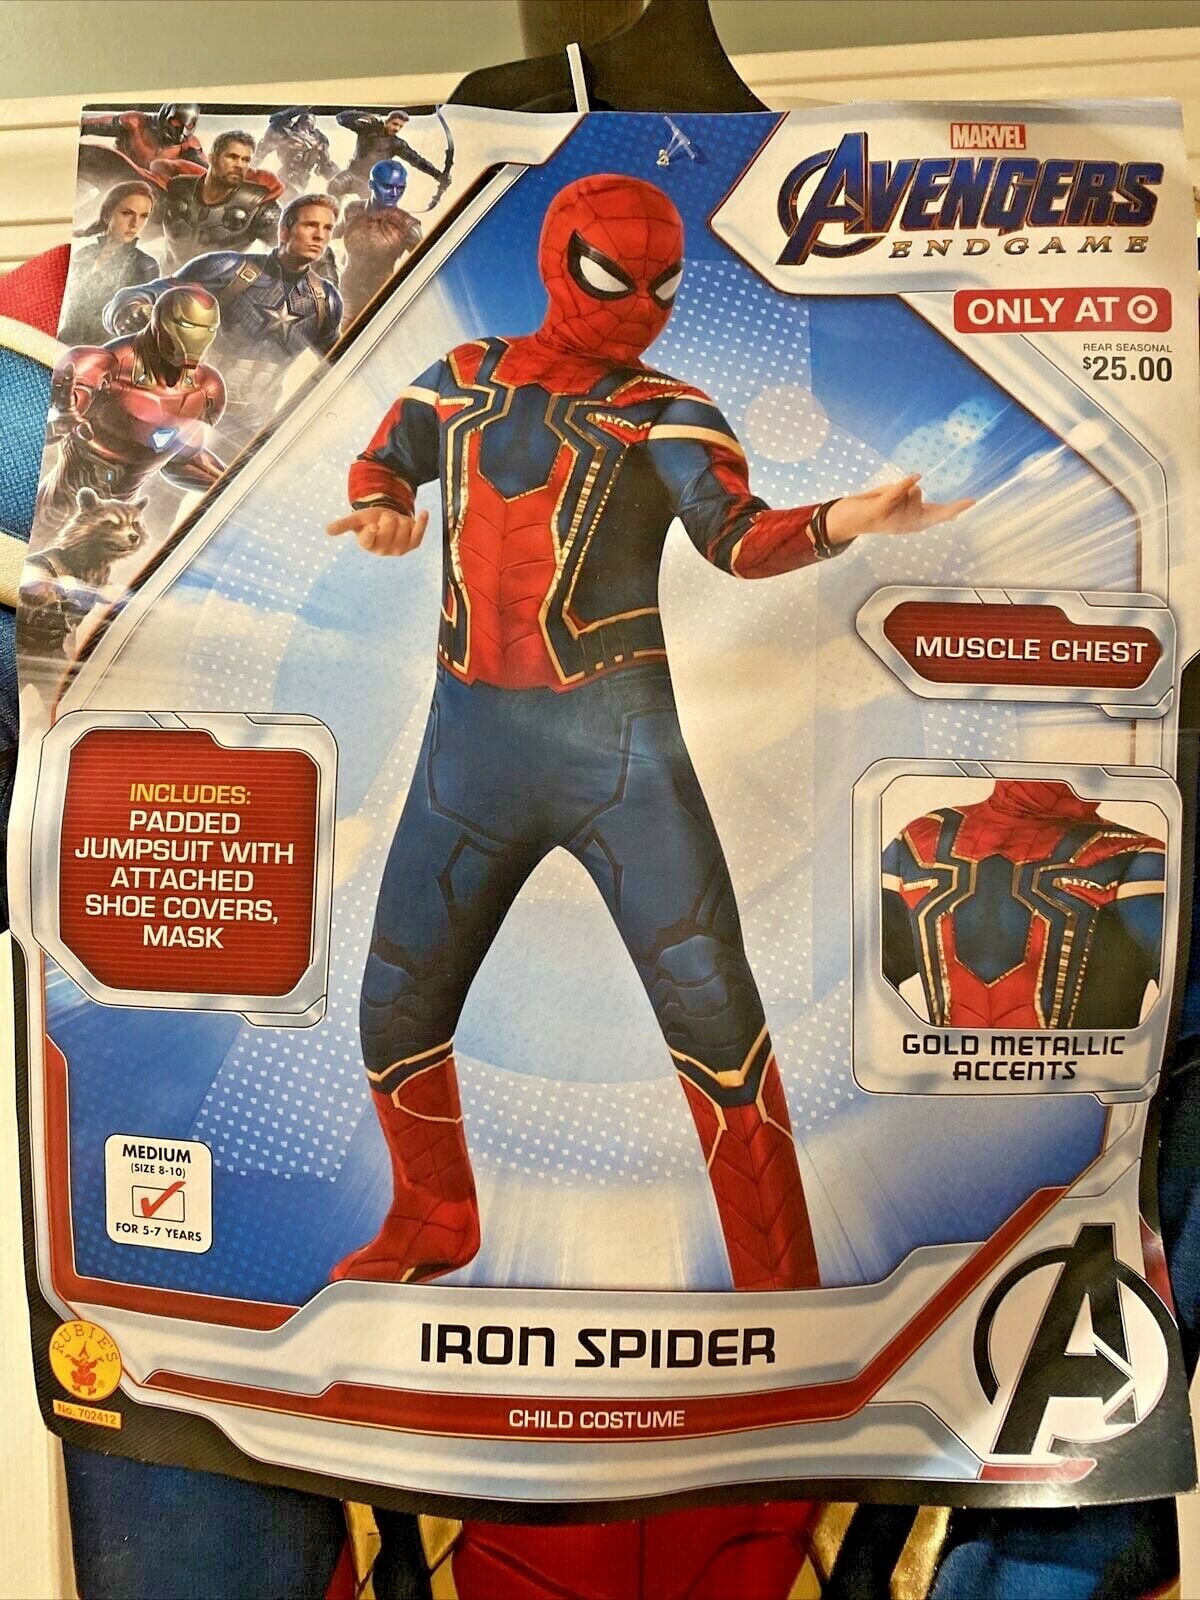 MARVEL
AVENGERS
ENDGAME
ONLY AT
REAR SEASONAL
$25.00
MUSCLE CHEST
INCLUDES:
PADDED
JUMPSUIT WITH
ATTACHED
SHOE COVERS,
MASK
GOLD METALLIC
ACCENTS
MEDIUM
(SIZE 8-10)
FOR 5-7 YEARS
IRON SPIDER
CHILD COSTUME
RUBIE'S
®
No. 702412